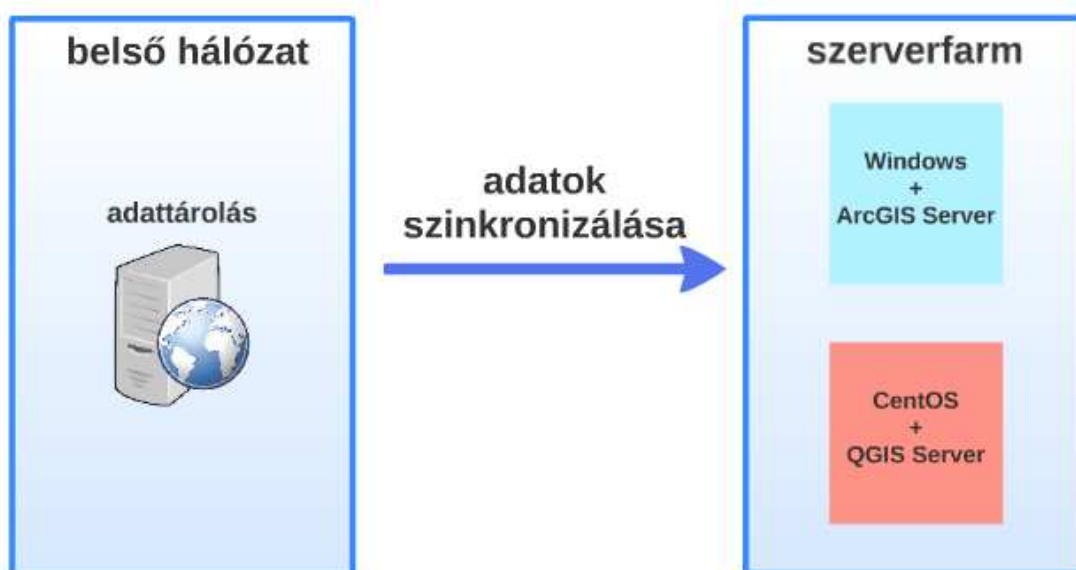 belső hálózat
adattárolás
adatok
szinkronizálása
szerverfarm
Windows
+
ArcGIS Server
CentOS
+
QGIS Server